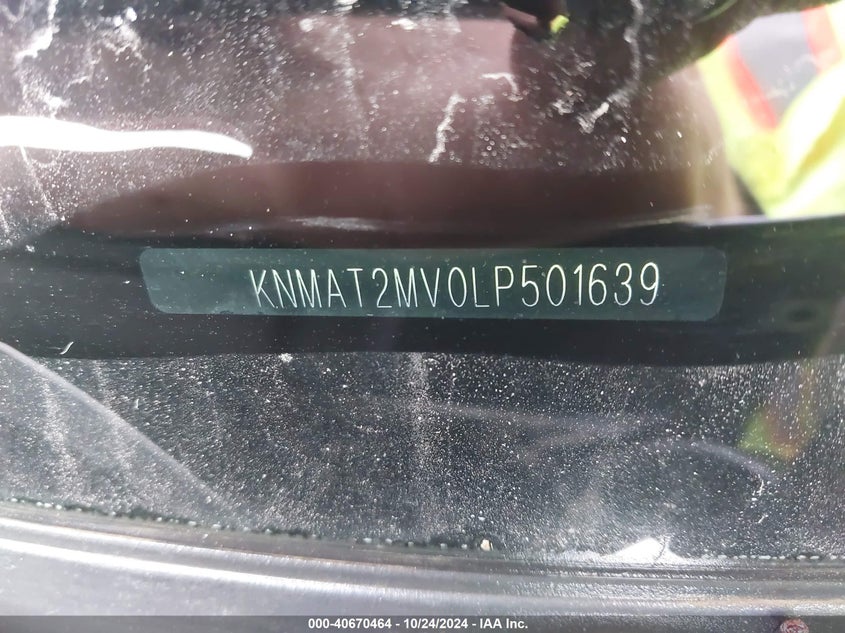 KNMAT2MV0LP501639
000-40670464 / 10/24/2024 - IAA Inc.